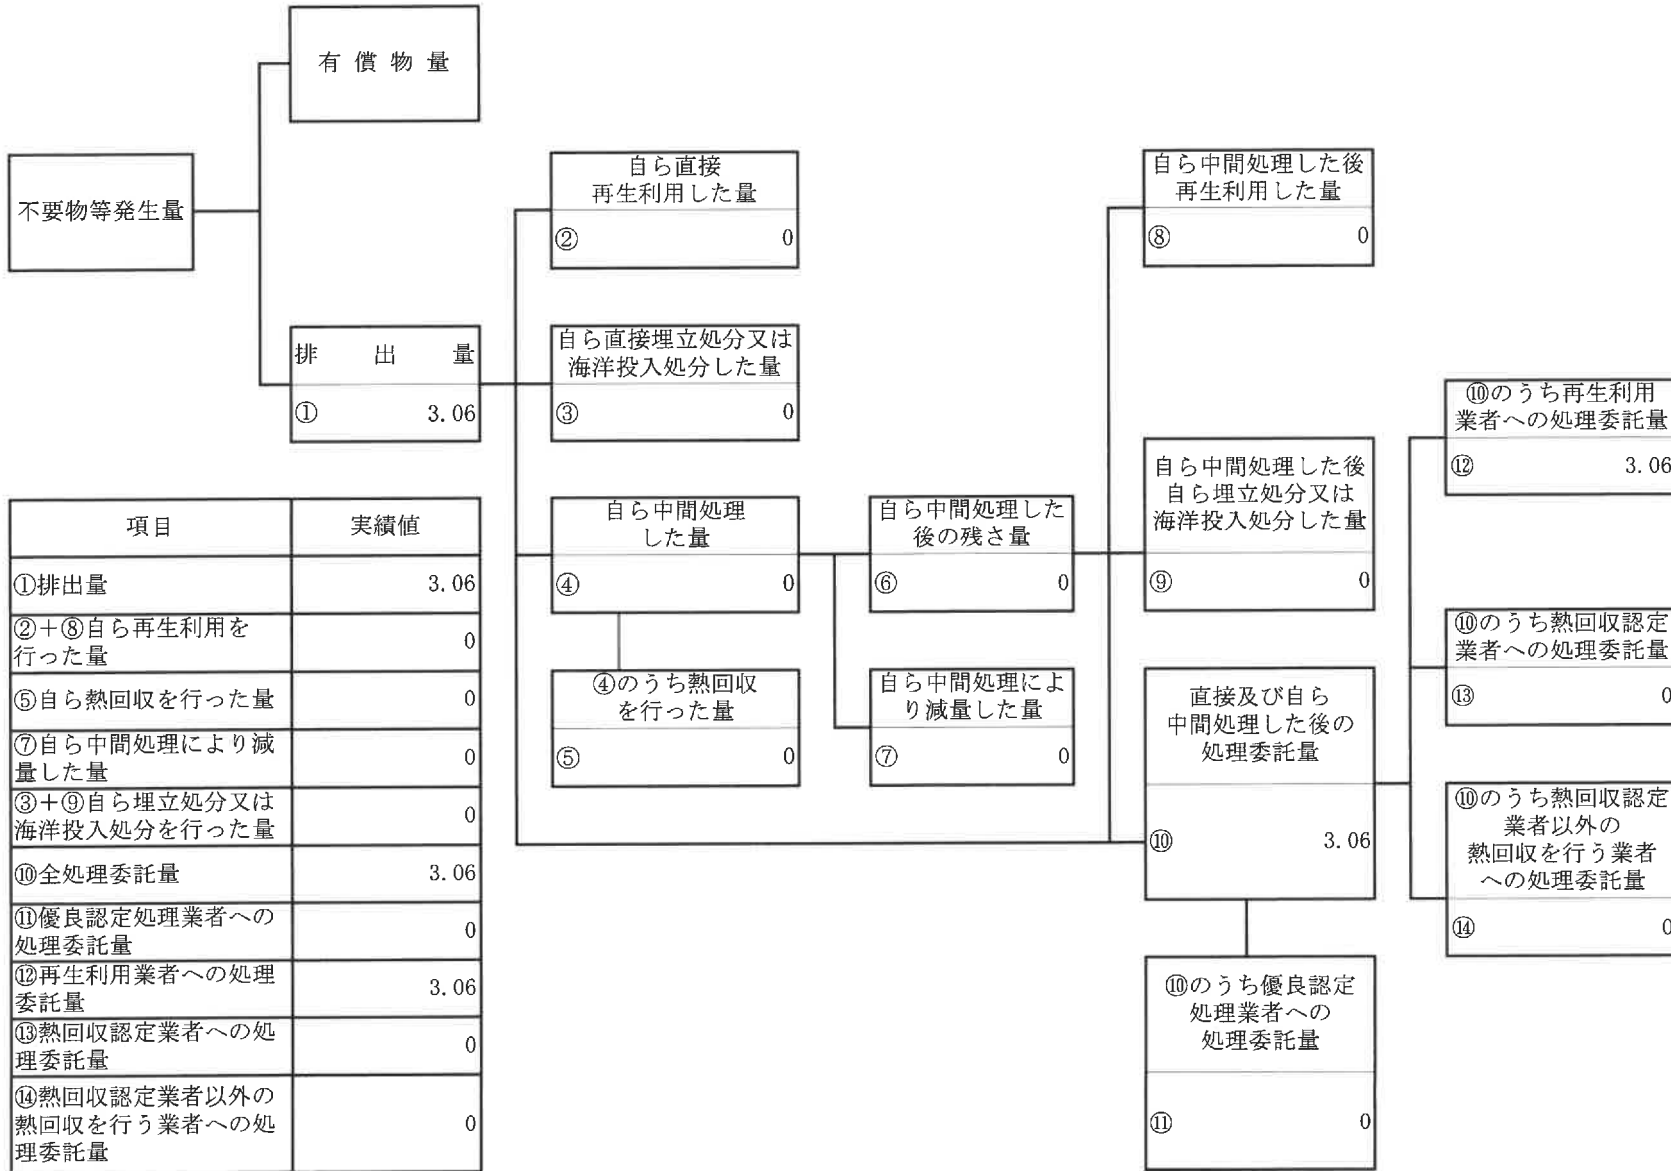 有償物量
不要物等発生量
排出量
① 3.06
自ら直接
再生利用した量
② 0
自ら直接埋立処分又は
海洋投入処分した量
③ 0
自ら中間処理
した量
④ 0
④のうち熱回収
を行った量
⑤ 0
自ら中間処理した
後の残さ量
⑥ 0
自ら中間処理によ
り減量した量
⑦ 0
自ら中間処理した後
再生利用した量
⑧ 0
自ら中間処理した後
自ら埋立処分又は
海洋投入処分した量
⑨ 0
直接及び自ら
中間処理した後の
処理委託量
⑩ 3.06
⑩のうち優良認定
処理業者への
処理委託量
⑪ 0
⑩のうち再生利用
業者への処理委託量
⑫ 3.06
⑩のうち熱回収認定
業者への処理委託量
⑬ 0
⑩のうち熱回収認定
業者以外の
熱回収を行う業者
への処理委託量
⑭ 0
項目 実績値
①排出量 3.06
②+⑧自ら再生利用を
行った量 0
⑤自ら熱回収を行った量 0
⑦自ら中間処理により減
量した量 0
③+⑨自ら埋立処分又は
海洋投入処分を行った量 0
⑩全処理委託量 3.06
⑪優良認定処理業者への
処理委託量 0
⑫再生利用業者への処理
委託量 3.06
⑬熱回収認定業者への処
理委託量 0
⑭熱回収認定業者以外の
熱回収を行う業者への処
理委託量 0